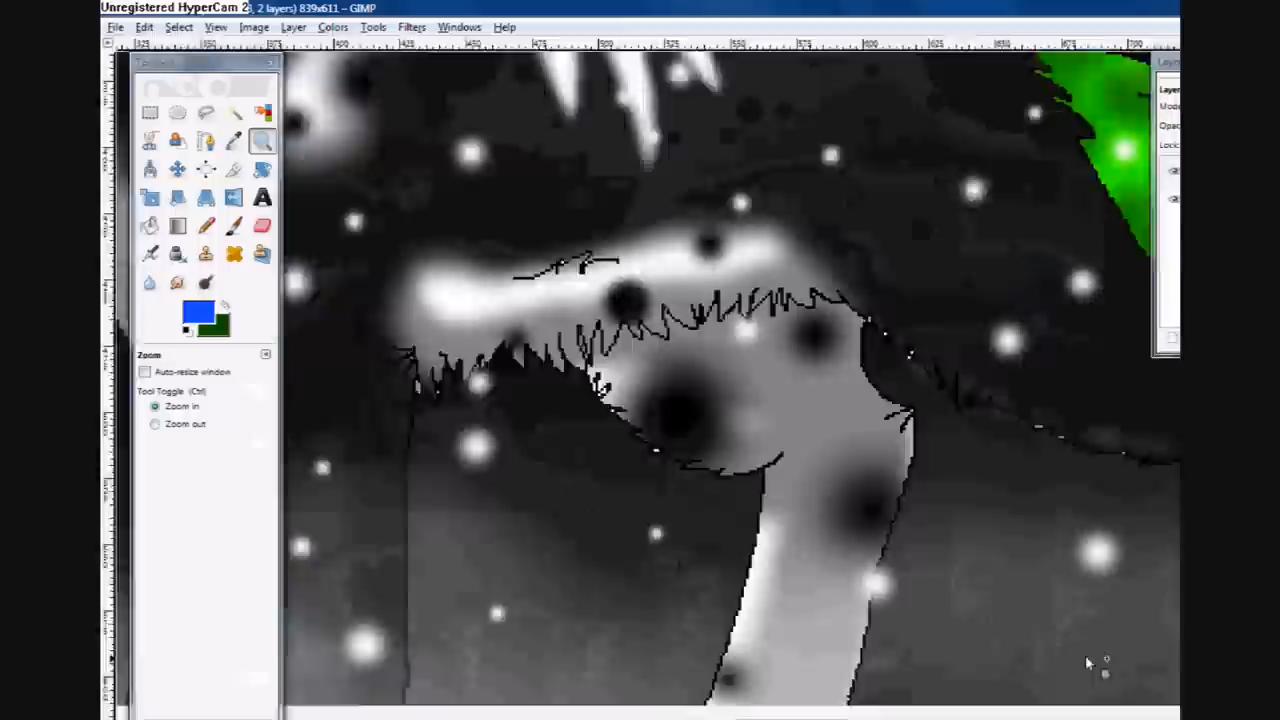 Unregistered HyperCam 2, 2 layers) 839x611 – GIMP
File Edit Select View Image Layer Colors Tools Filters Windows Help
Zoom
Auto-resize window
Tool Toggle (Ctrl)
Zoom in
Zoom out